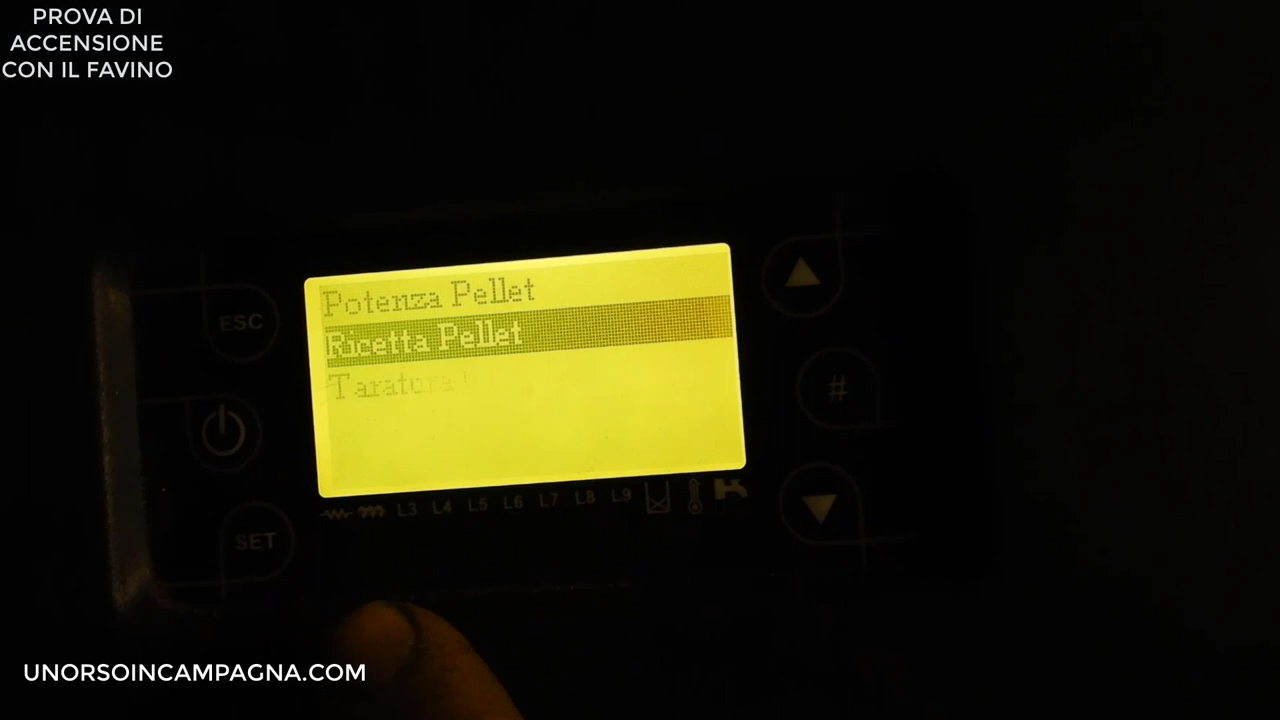 PROVA DI
ACCENSIONE
CON IL FAVINO
Potenza Pellet
Ricetta Pellet
Taratura
ESC
SET
#
L3 L4 L5 L6 L7 L8 L9
UNORSOINCAMPAGNA.COM